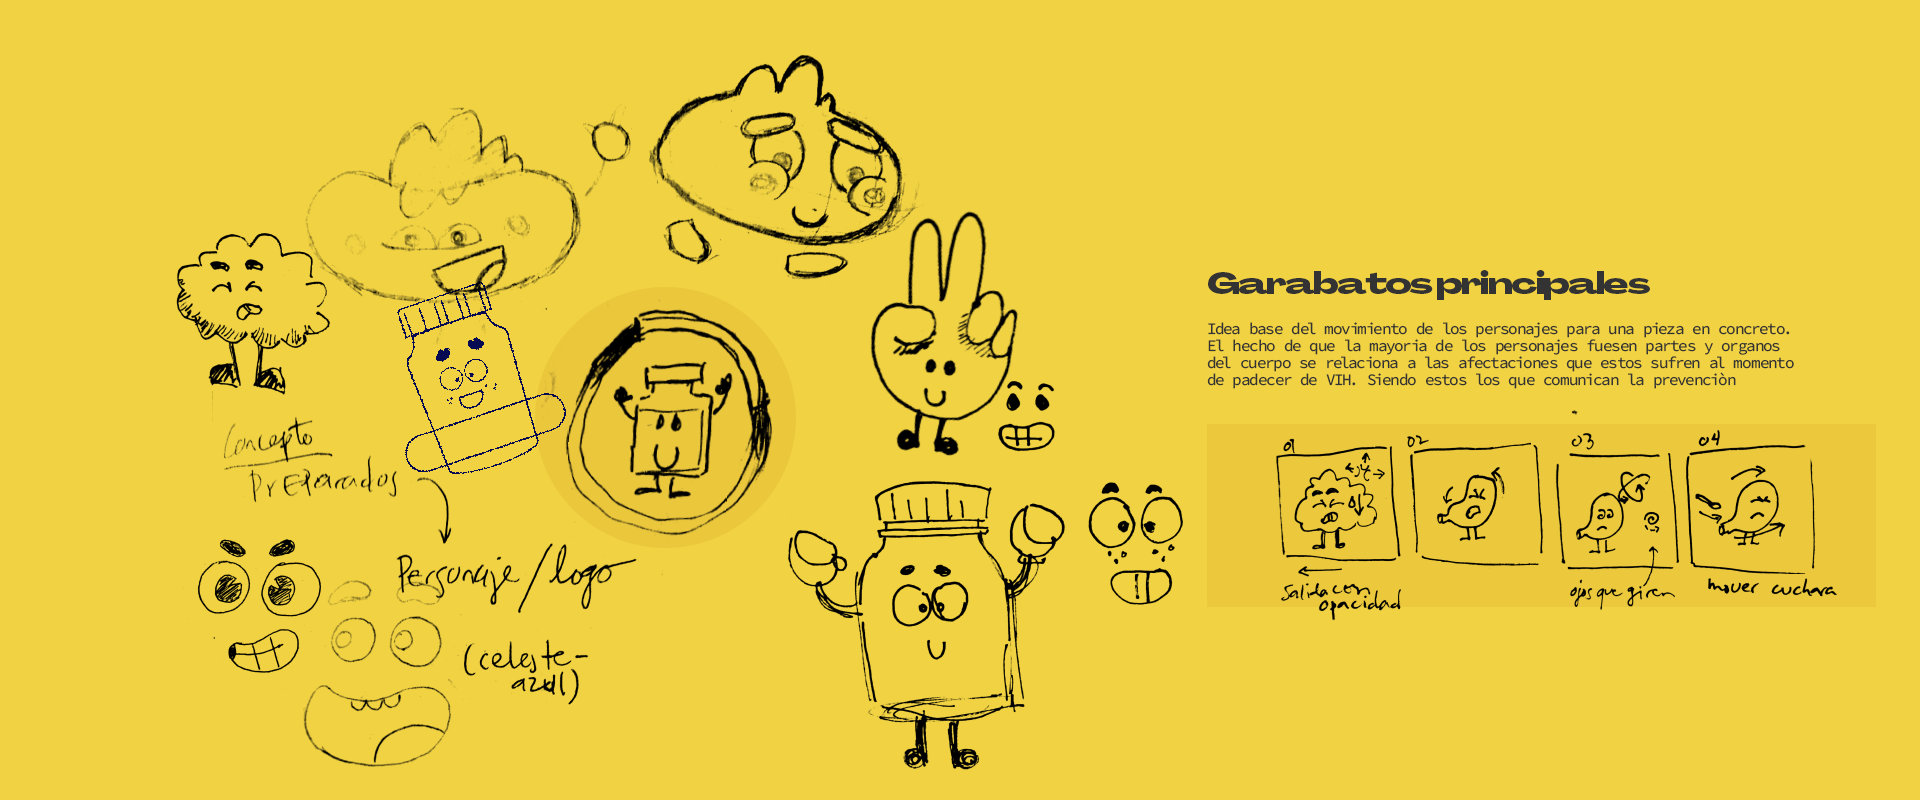 Concepto
PrEparados
Personaje/logo
(celeste-
azul)
Garabatos principales
Idea base del movimiento de los personajes para una pieza en concreto.
El hecho de que la mayoria de los personajes fuesen partes y organos
del cuerpo se relaciona a las afectaciones que estos sufren al momento
de padecer de VIH. Siendo estos los que comunican la prevenciòn
01
02
03
04
salida con
opacidad
ojos que giren
mover cuchara